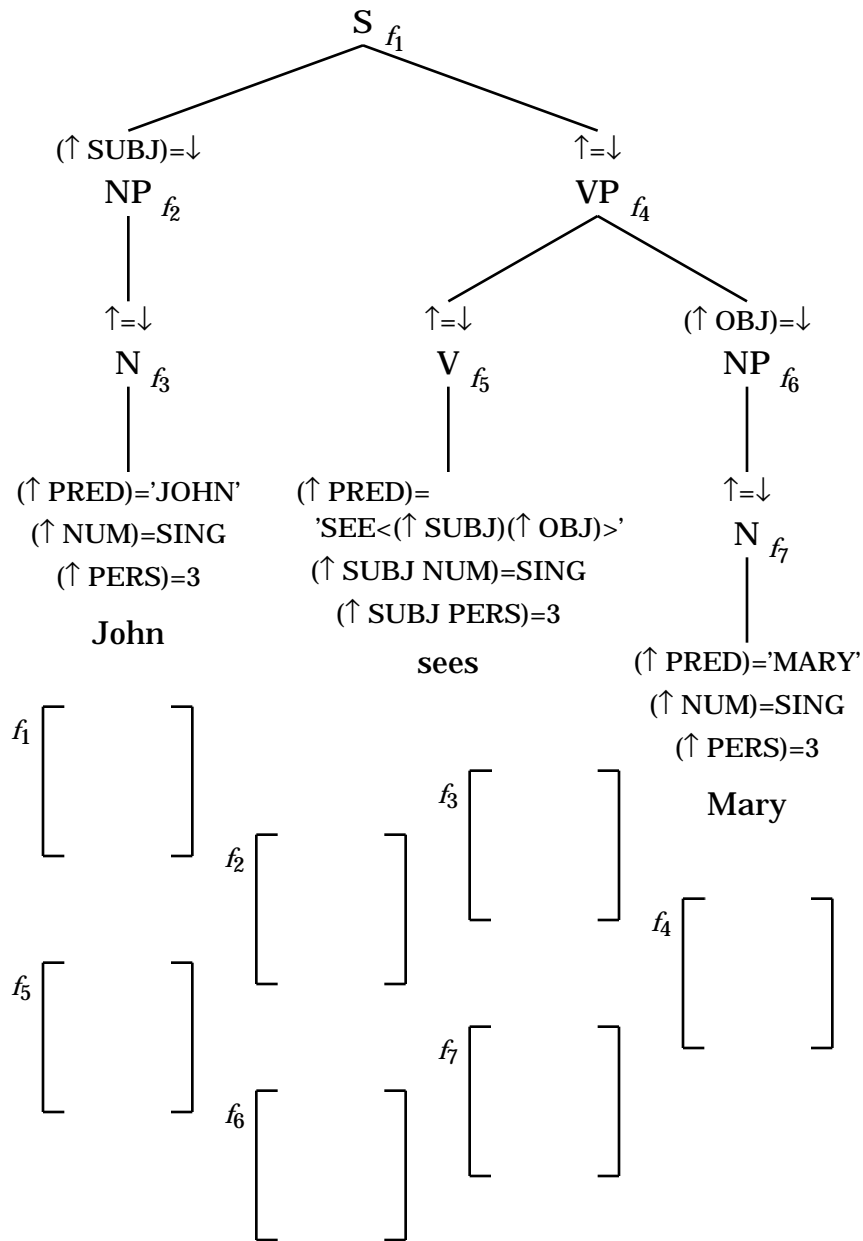 S f1
(↑ SUBJ)=↓ ↑=↓
NP f2 VP f4
↑=↓ ↑=↓ (↑ OBJ)=↓
N f3 V f5 NP f6
(↑ PRED)='JOHN' (↑ PRED)= ↑=↓
(↑ NUM)=SING 'SEE<(↑ SUBJ)(↑ OBJ)>' N f7
(↑ PERS)=3 (↑ SUBJ NUM)=SING
John (↑ SUBJ PERS)=3
sees (↑ PRED)='MARY'
(↑ NUM)=SING
(↑ PERS)=3
Mary
f1
f3
f2
f4
f5
f7
f6